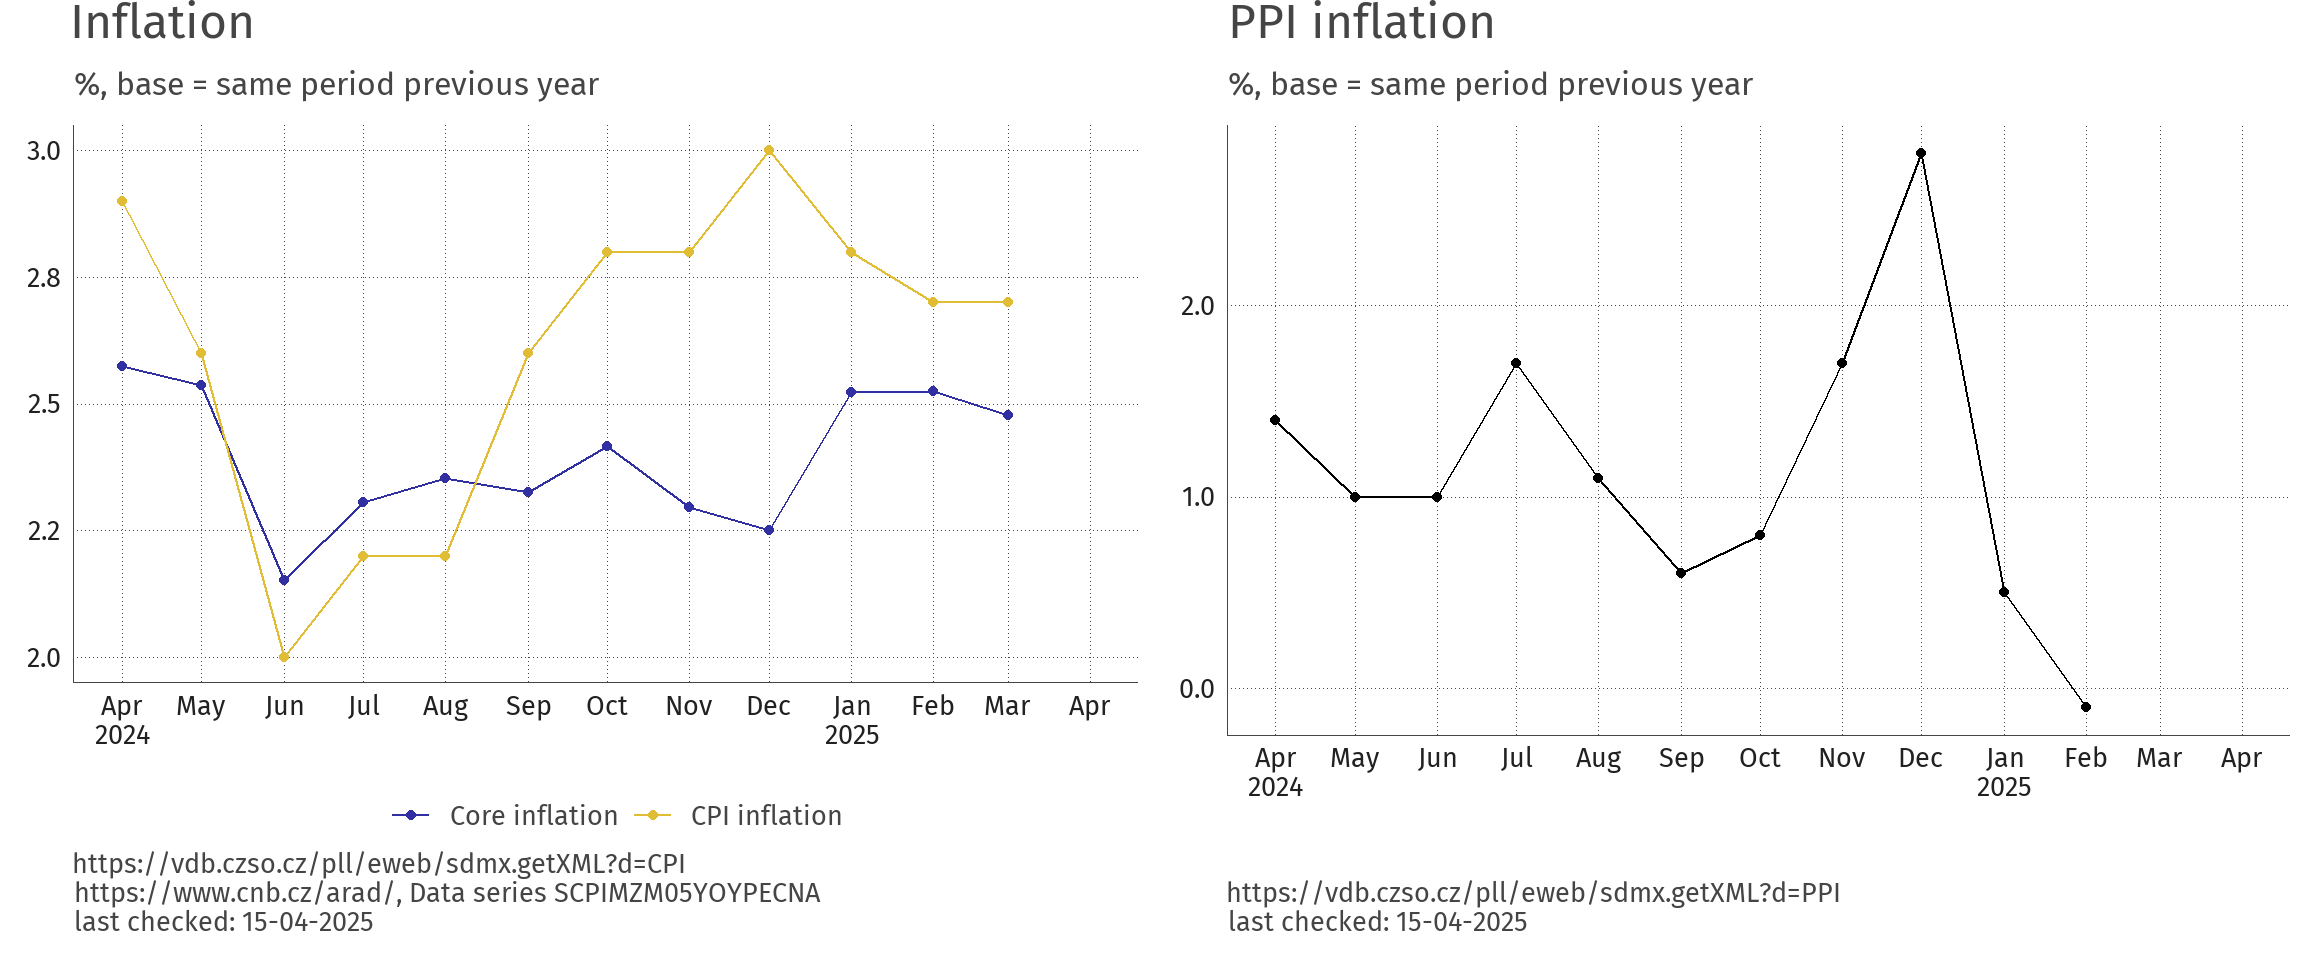 Inflation
%, base = same period previous year
3.0
2.8
2.5
2.2
2.0
Apr May Jun Jul Aug Sep Oct Nov Dec Jan Feb Mar Apr
2024 2025
Core inflation CPI inflation
https://vdb.czso.cz/pll/eweb/sdmx.getXML?d=CPI
https://www.cnb.cz/arad/, Data series SCPIMZM05YOYPECNA
last checked: 15-04-2025
PPI inflation
%, base = same period previous year
2.0
1.0
0.0
Apr May Jun Jul Aug Sep Oct Nov Dec Jan Feb Mar Apr
2024 2025
https://vdb.czso.cz/pll/eweb/sdmx.getXML?d=PPI
last checked: 15-04-2025